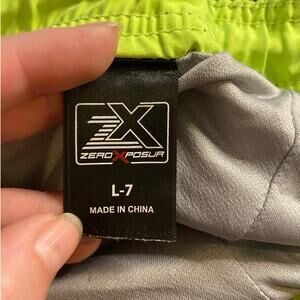 ZX
ZEROXPOSUR
L-7
MADE IN CHINA